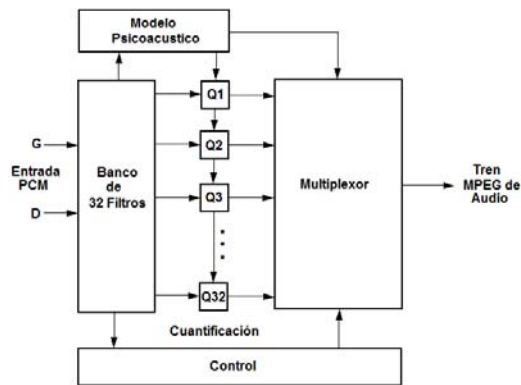 Modelo
Psicoacustico
G
Entrada
PCM
D
Banco
de
32 Filtros
Q1
Q2
Q3
Q32
Cuantificación
Multiplexor
Tren
MPEG de
Audio
Control